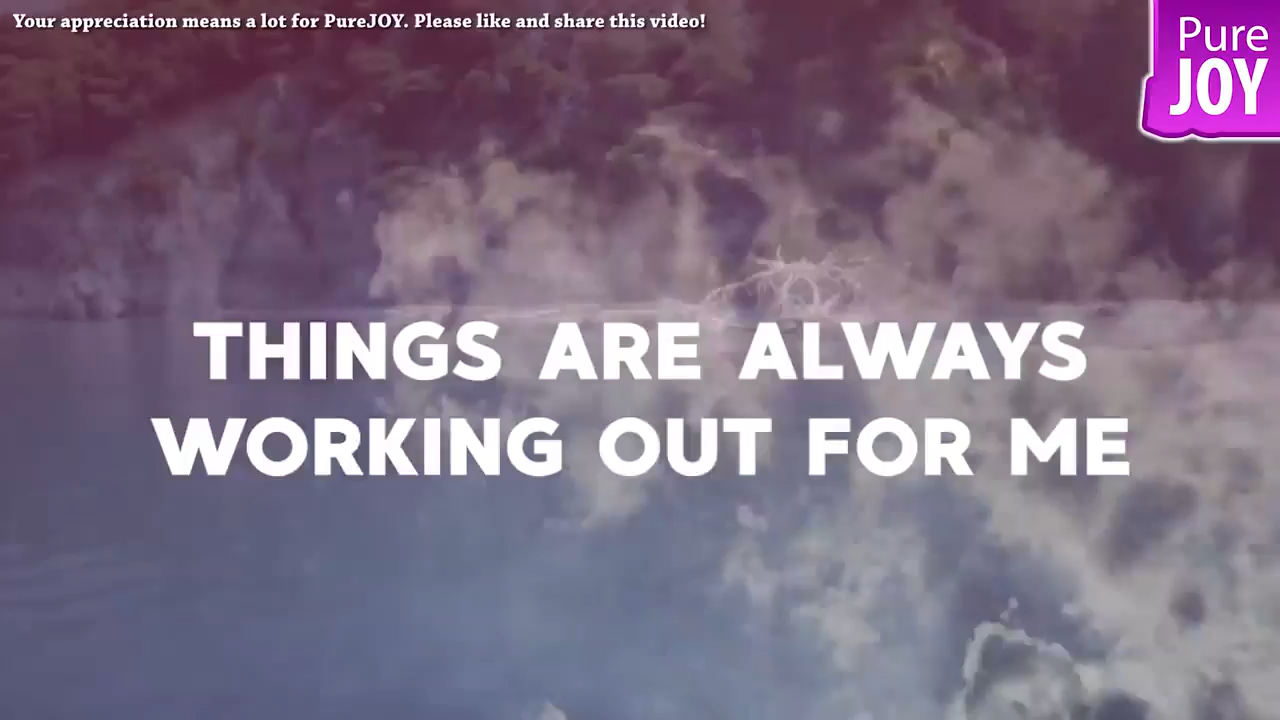 Your appreciation means a lot for PureJOY. Please like and share this video!
Pure
JOY
THINGS ARE ALWAYS
WORKING OUT FOR ME